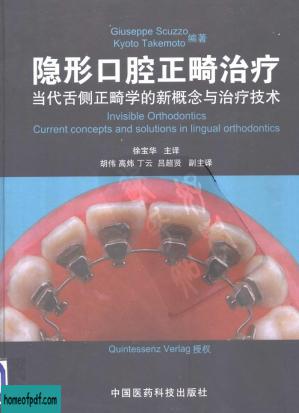 Giuseppe Scuzzo
Kyoto Takemoto 编著
隐形口腔正畸治疗
当代舌侧正畸学的新概念与治疗技术
Invisible Orthodontics
Current concepts and solutions in lingual orthodontics
徐宝华 主译
胡伟 高炜 丁云 吕超贤 副主译
Quintessenz Verlag 授权
中国医药科技出版社
homeofpdf.com